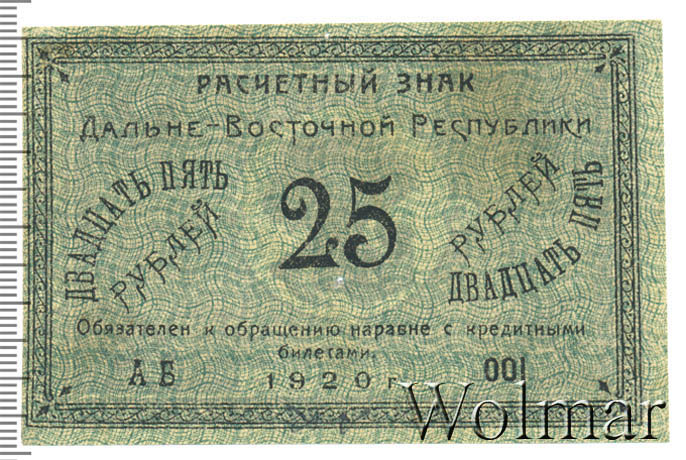 РАСЧЕТНЫЙ ЗНАК
ДАЛЬНЕ-ВОСТОЧНОЙ РЕСПУБЛИКИ
ДВАДЦАТЬ ПЯТЬ
РУБЛЕЙ
25
РУБЛЕЙ
ДВАДЦАТЬ ПЯТЬ
Обязателен к обращению наравне с кредитными
билетами.
АБ 001
1920 г.
Wolmar